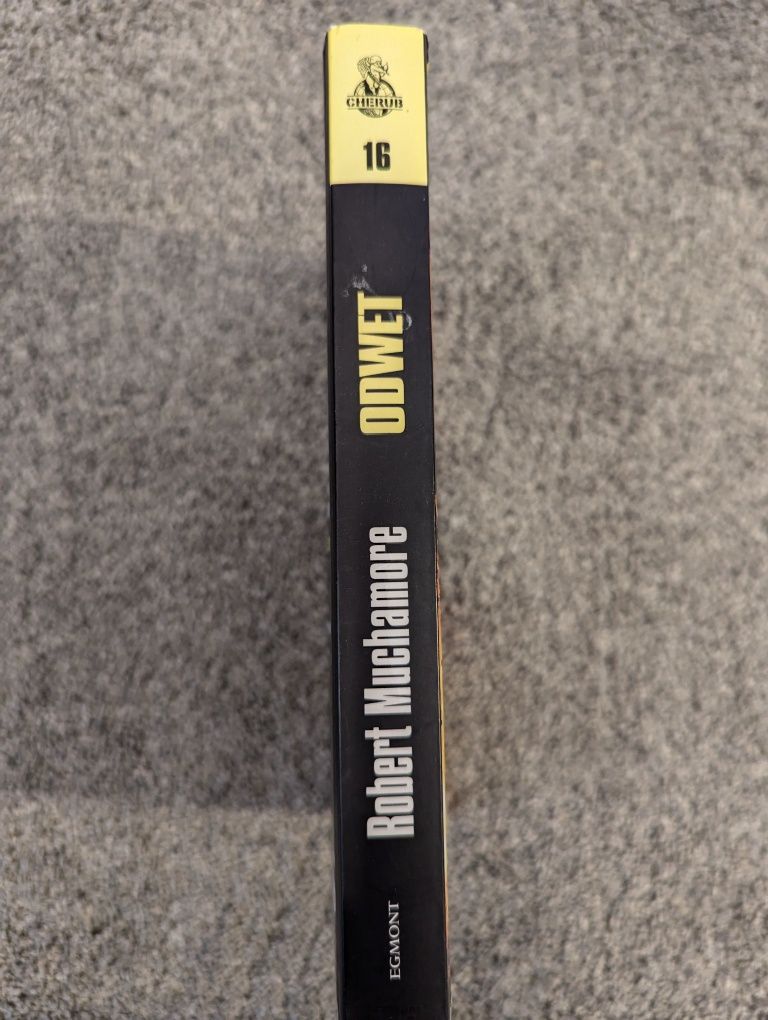 CHERUB
16
ODWET
Robert Muchamore
EGMONT